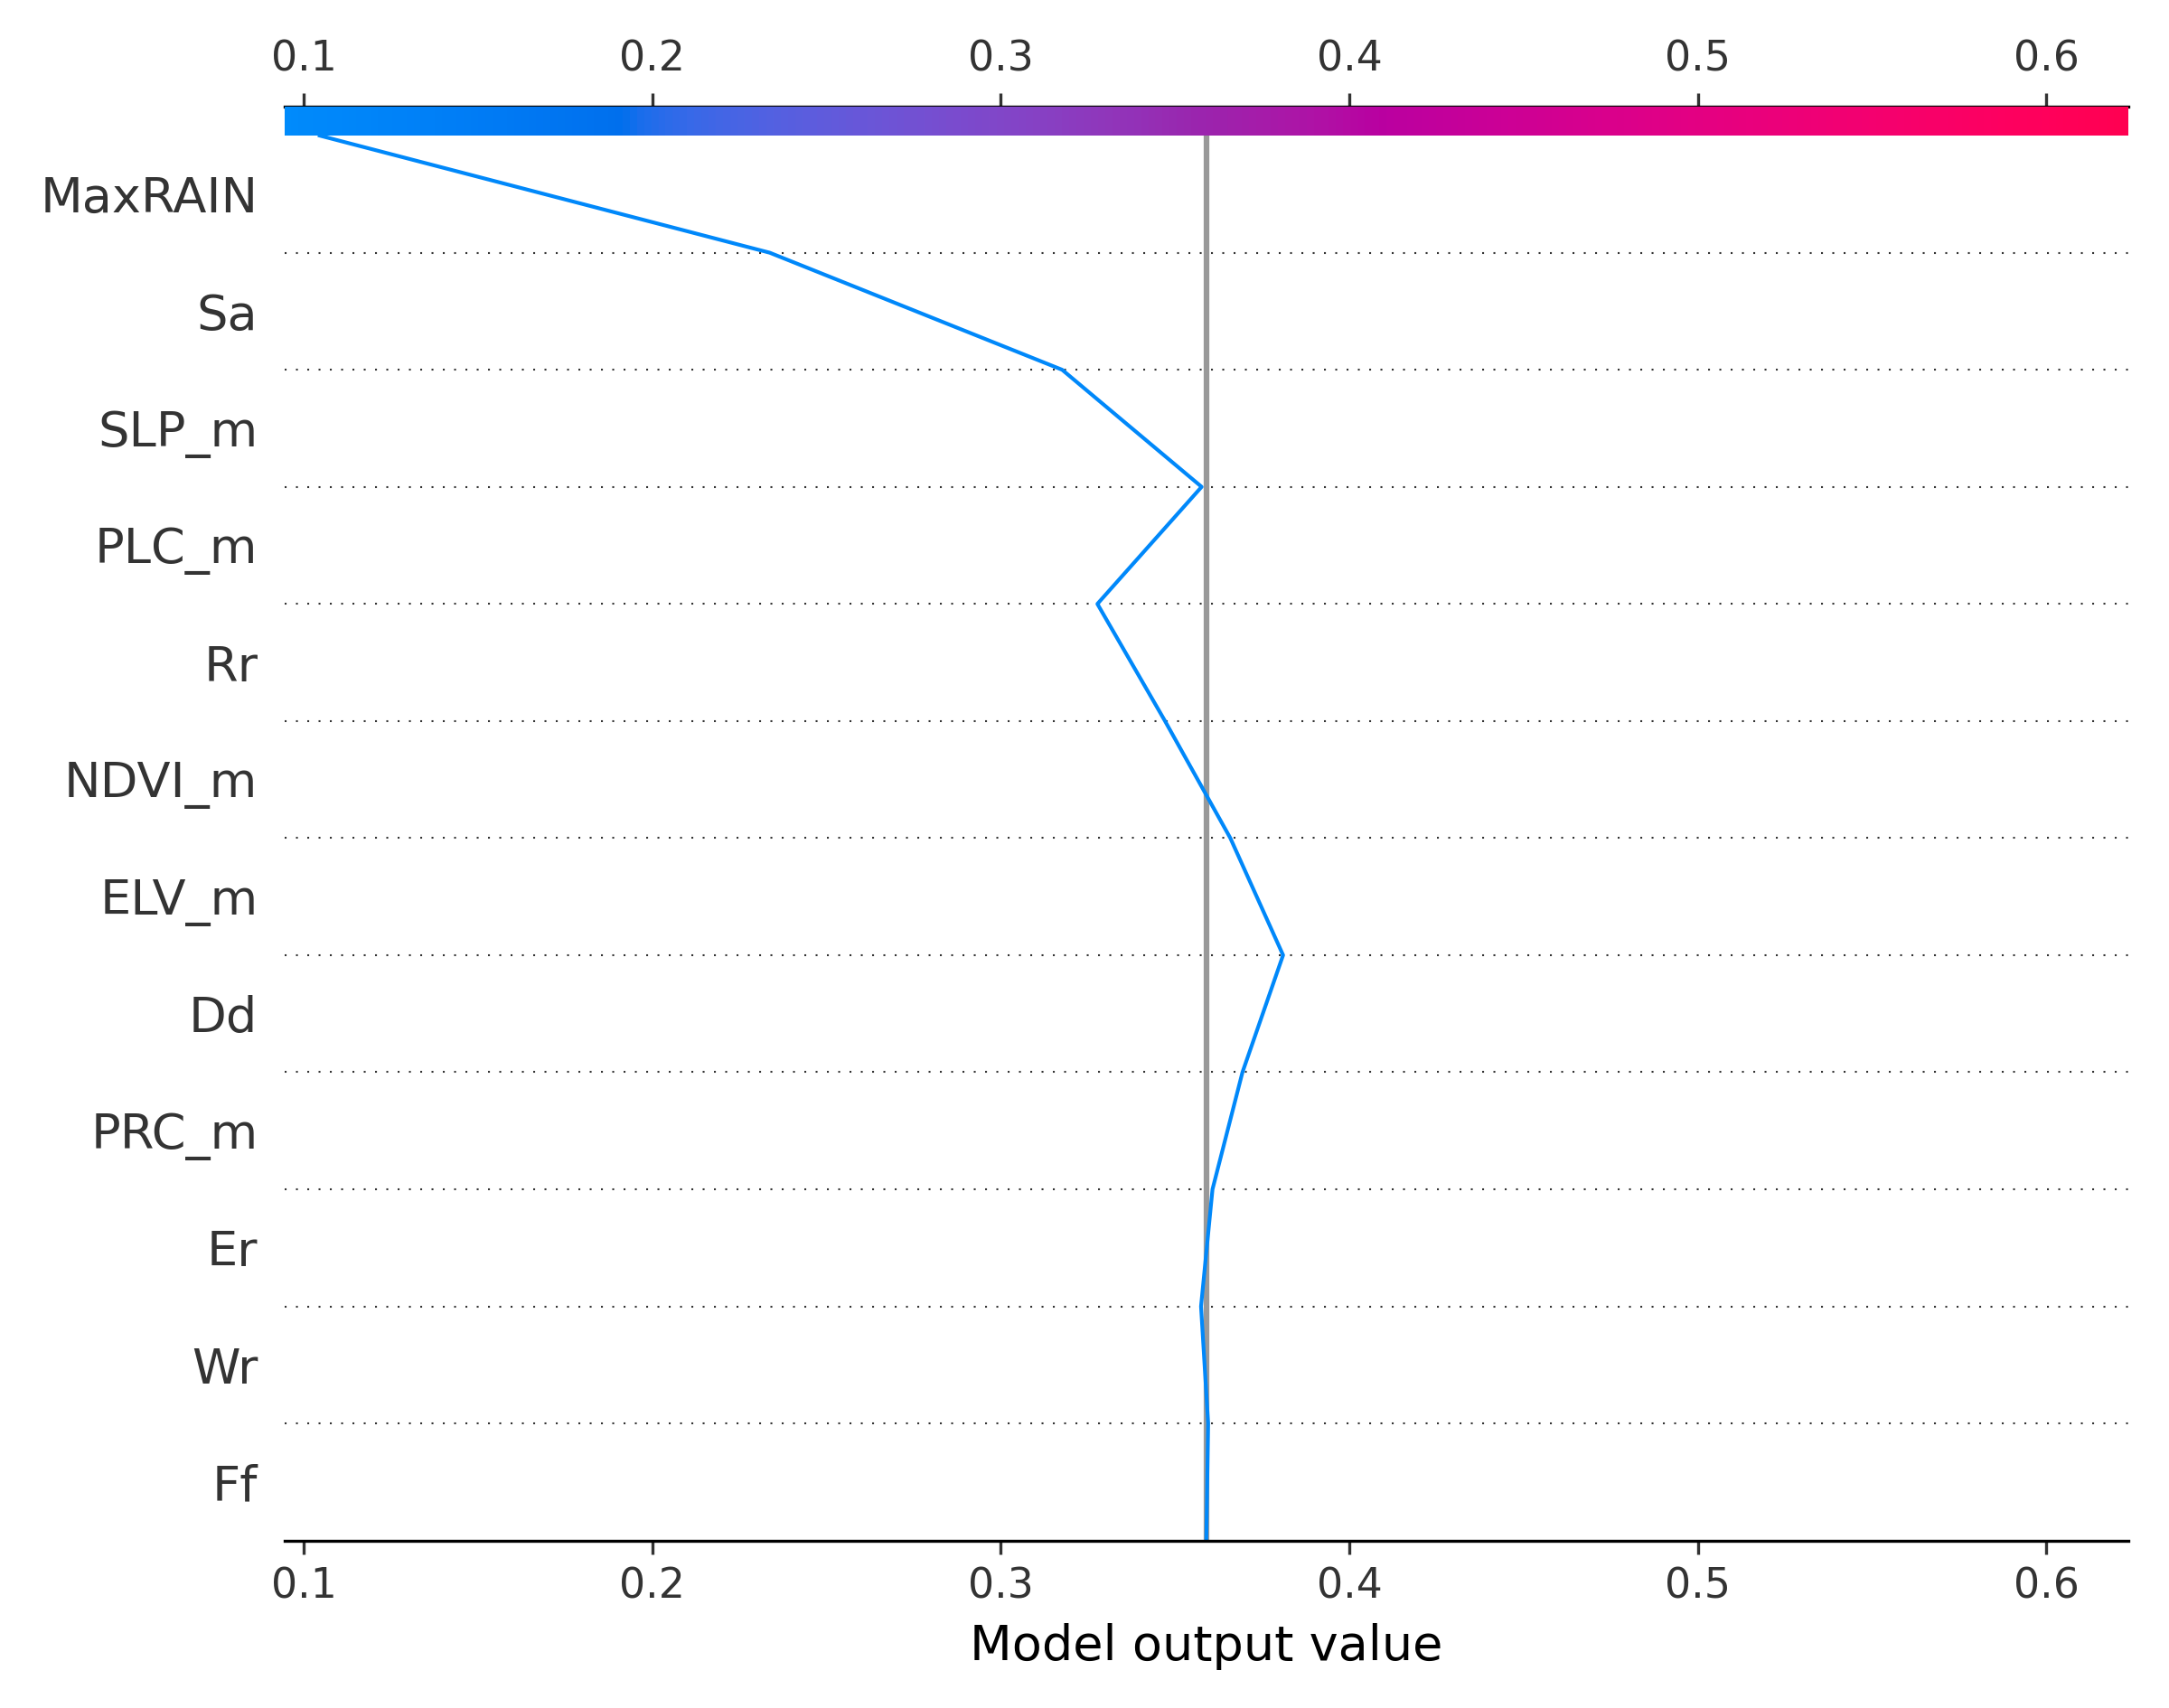 0.1 0.2 0.3 0.4 0.5 0.6
MaxRAIN
Sa
SLP_m
PLC_m
Rr
NDVI_m
ELV_m
Dd
PRC_m
Er
Wr
Ff
0.1 0.2 0.3 0.4 0.5 0.6
Model output value